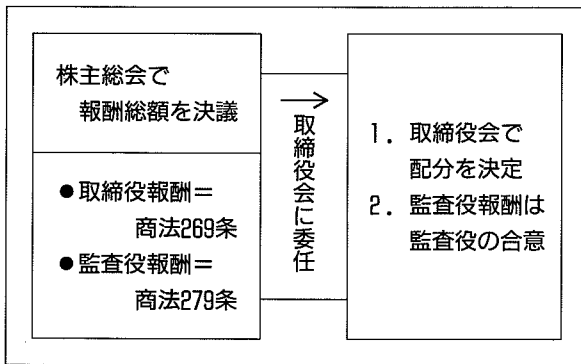 株主総会で
報酬総額を決議
●取締役報酬＝
商法269条
●監査役報酬＝
商法279条
→
取締役会に委任
1．取締役会で
配分を決定
2．監査役報酬は
監査役の合意